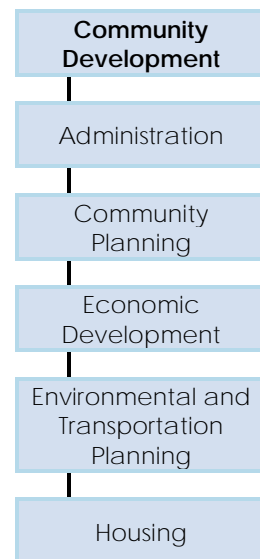 Community
Development
Administration
Community
Planning
Economic
Development
Environmental and
Transportation
Planning
Housing